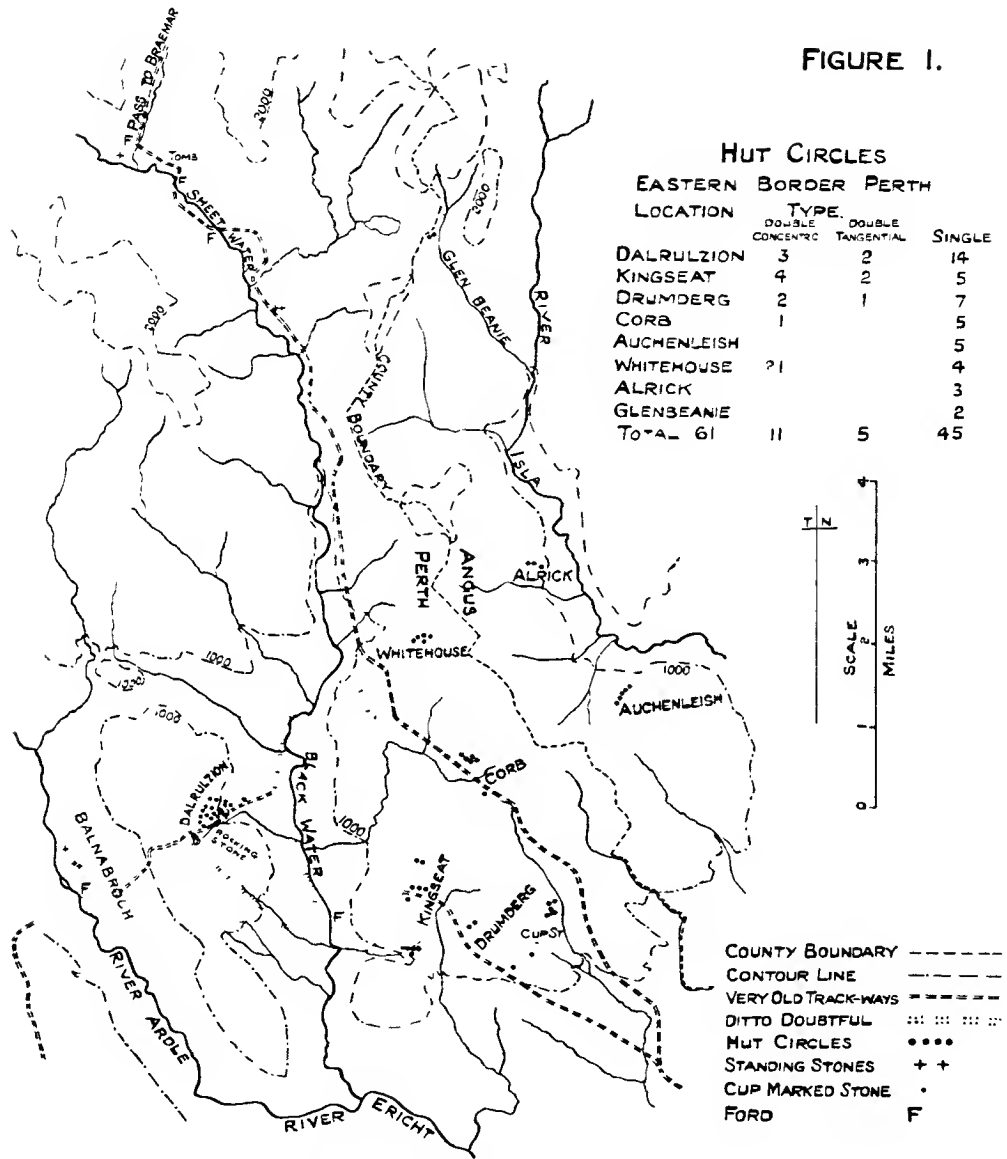 FIGURE 1.
HUT CIRCLES
EASTERN BORDER PERTH
LOCATION TYPE.
DOUBLE CONCENTRIC DOUBLE TANGENTIAL SINGLE
DALRULZION 3 2 14
KINGSEAT 4 2 5
DRUMDERG 2 1 7
CORB 1 5
AUCHENLEISH 5
WHITEHOUSE ?1 4
ALRICK 3
GLENBEANIE 2
TOTAL 61 11 5 45
PASS TO BRAEMAR
F
TOMB
F
SHEET WATER
F
2000
2000
3000
GLEN BEANIE
RIVER
ISLA
COUNTY BOUNDARY
PERTH
ANGUS
ALRICK
WHITEHOUSE
1000
1000
1000
1000
AUCHENLEISH
CORB
BLACK WATER
1000
DALRULZION
ROCKING STONE
BALNABROCH
F
F
KINGSEAT
DRUMDERG
CUP ST
RIVER ARDLE
RIVER ERICHT
T N
SCALE
MILES
4
3
2
1
0
COUNTY BOUNDARY
CONTOUR LINE
VERY OLD TRACK-WAYS
DITTO DOUBTFUL
HUT CIRCLES
STANDING STONES
CUP MARKED STONE
FORD F